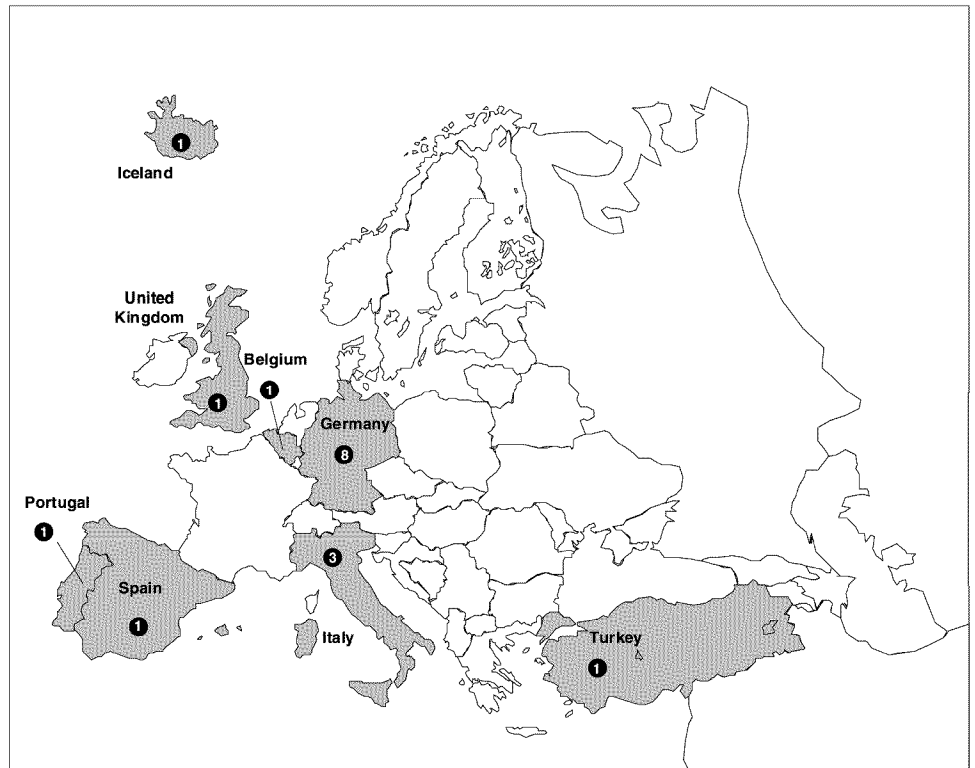 1
Iceland
United
Kingdom
1
Belgium
1
Germany
8
Portugal
1
Spain
1
3
Italy
Turkey
1